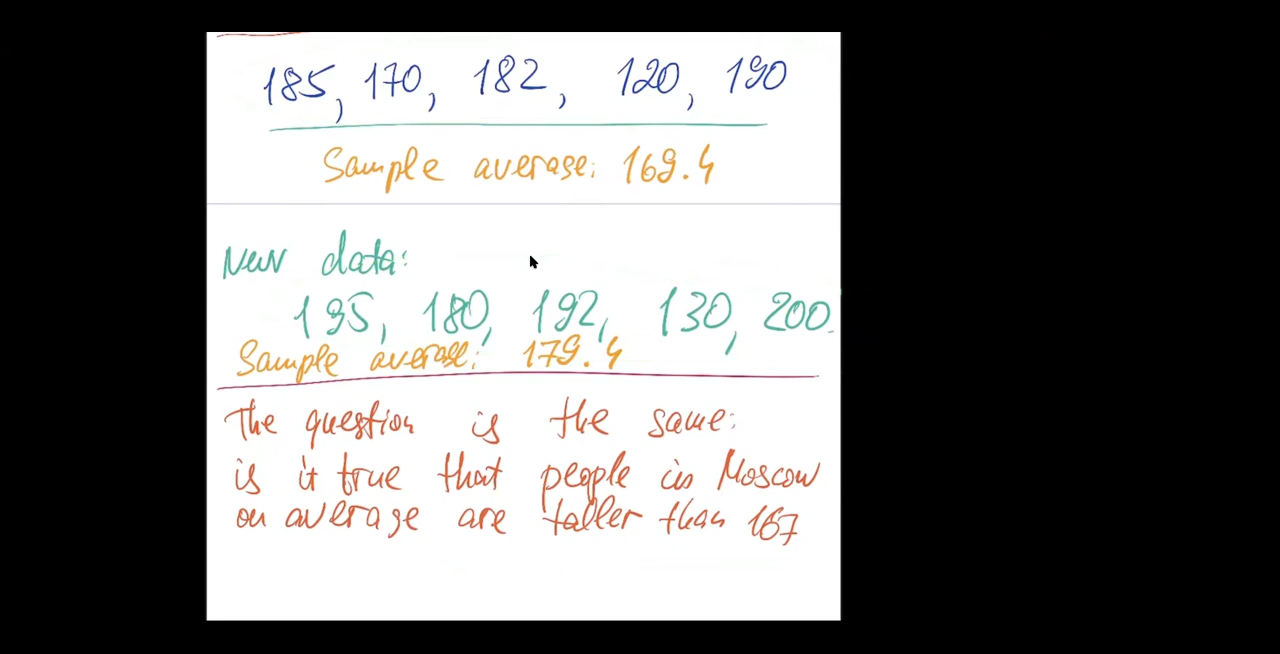 185, 170, 182, 120, 190
Sample average: 169.4
New data:
195, 180, 192, 130, 200.
Sample average: 179.4
The question is the same:
is it true that people in Moscow
on average are taller than 167